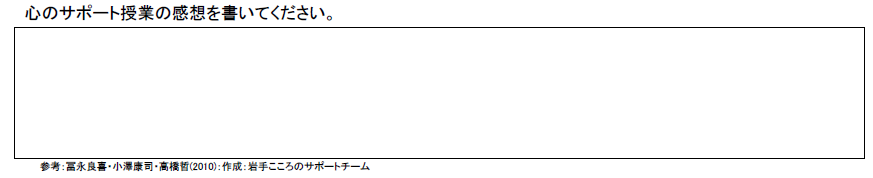 心のサポート授業の感想を書いてください。
参考：冨永良喜・小澤康司・高橋哲(2010)：作成：岩手こころのサポートチーム